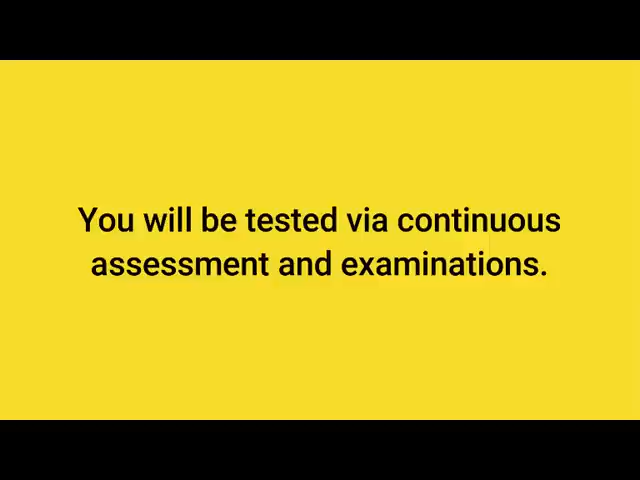 You will be tested via continuous
assessment and examinations.